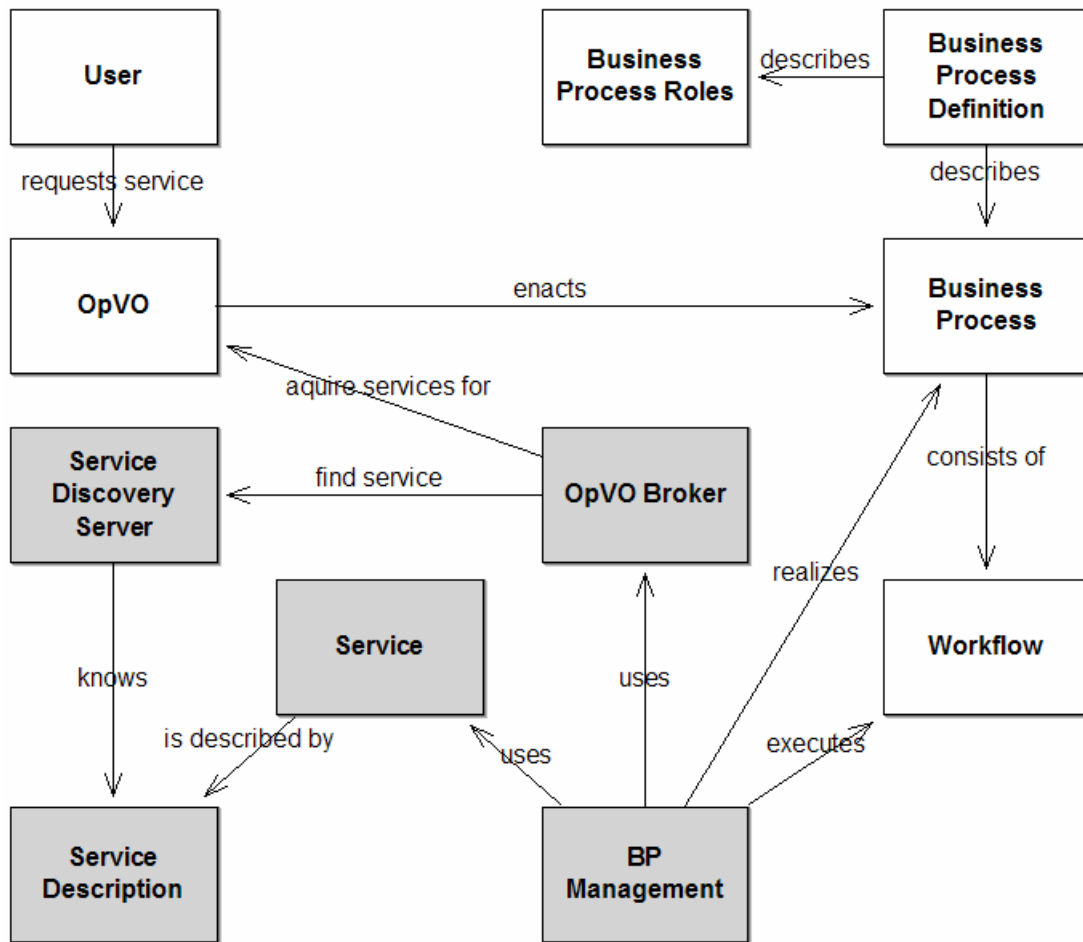 User
Business
Process Roles
describes
Business
Process
Definition
requests service
describes
OpVO
enacts
Business
Process
aquire services for
Service
Discovery
Server
find service
OpVO Broker
consists of
realizes
Service
Workflow
knows
uses
is described by
uses
executes
Service
Description
BP
Management